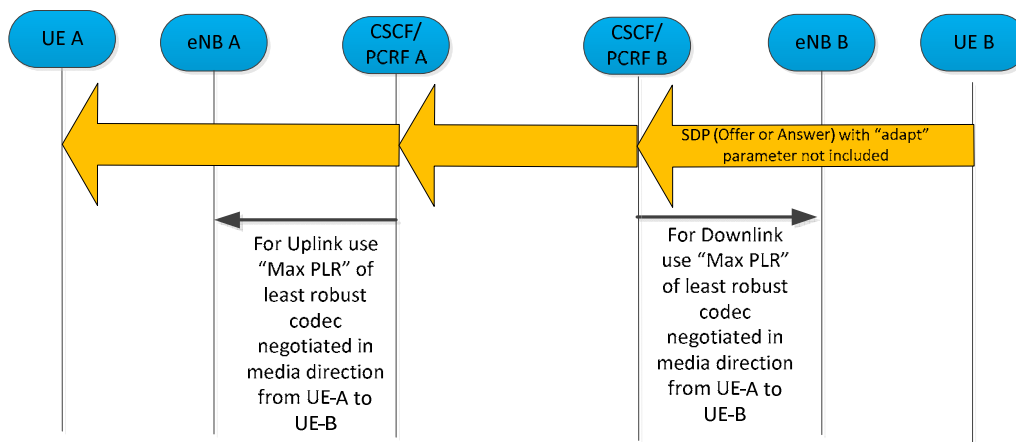 UE A
eNB A
CSCF/
PCRF A
CSCF/
PCRF B
eNB B
UE B
SDP (Offer or Answer) with “adapt”
parameter not included
For Uplink use
“Max PLR” of
least robust
codec
negotiated in
media direction
from UE-A to
UE-B
For Downlink
use “Max PLR”
of least robust
codec
negotiated in
media direction
from UE-A to
UE-B